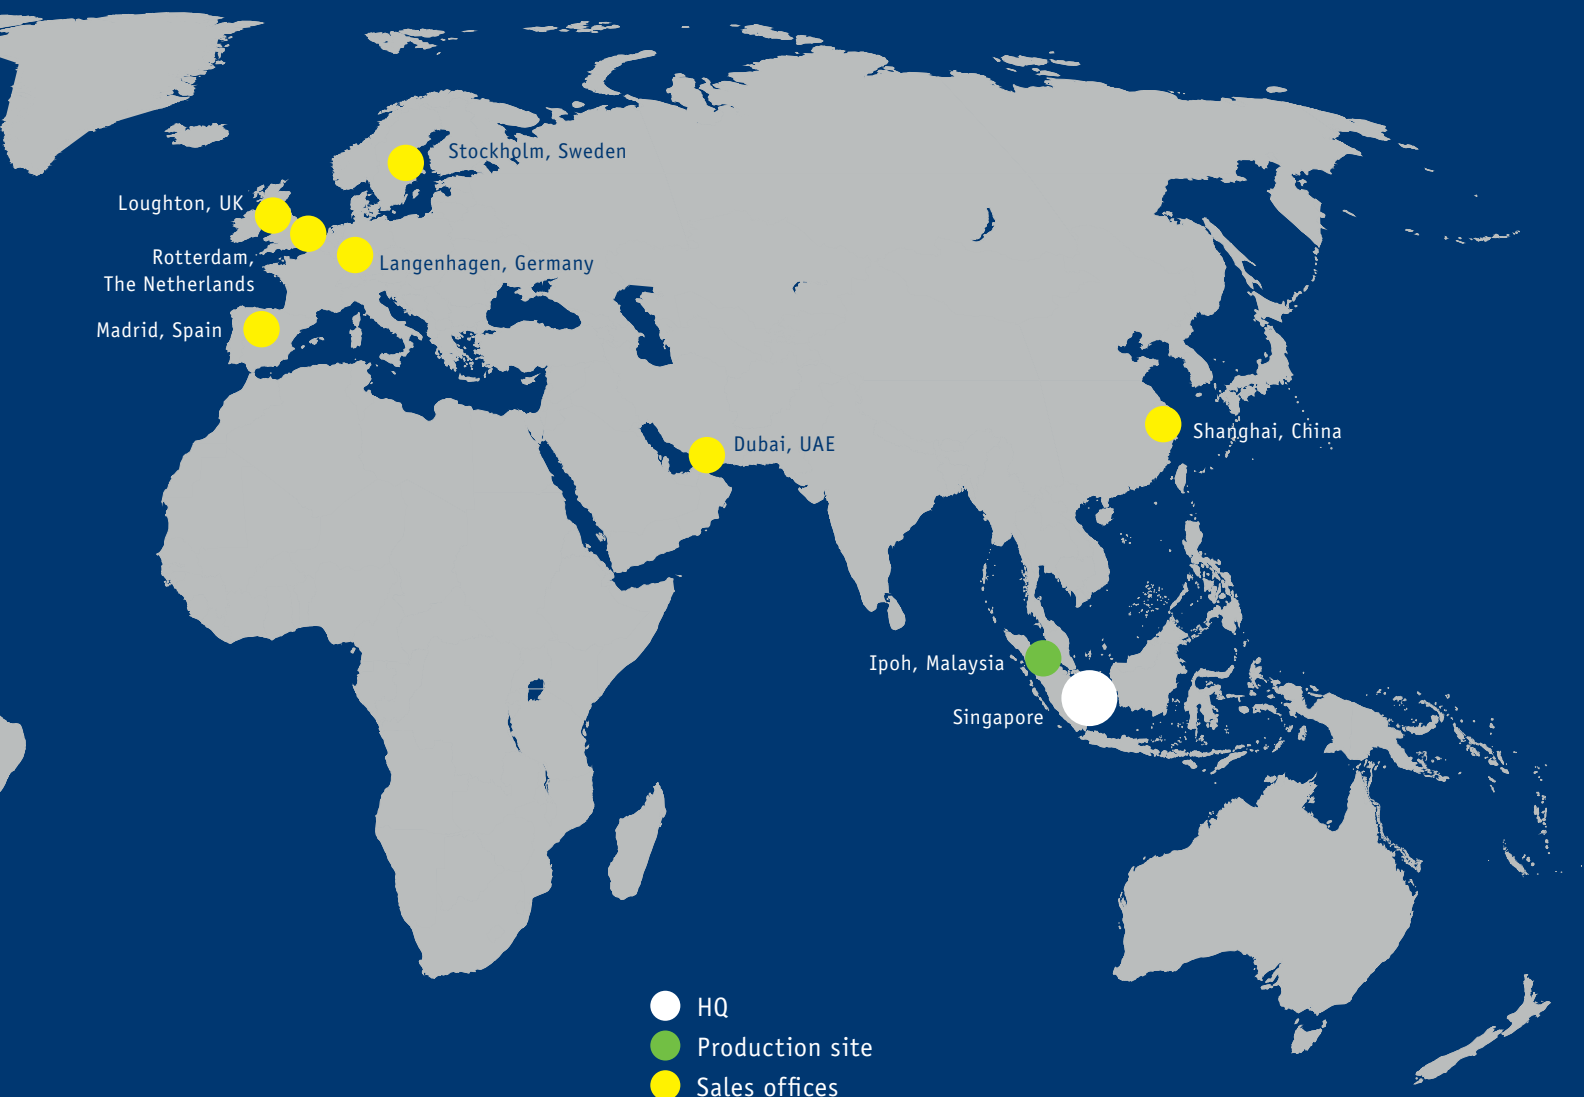 Stockholm, Sweden
Loughton, UK
Rotterdam,
The Netherlands
Langenhagen, Germany
Madrid, Spain
Shanghai, China
Dubai, UAE
Ipoh, Malaysia
Singapore
HQ
Production site
Sales offices